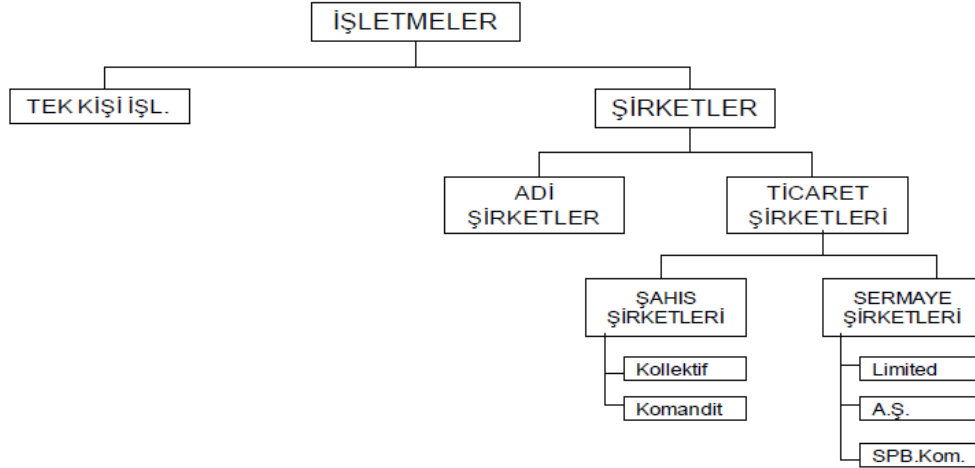 İŞLETMELER
TEK KİŞİ İŞL.
ŞİRKETLER
ADİ
ŞİRKETLER
TİCARET
ŞİRKETLERİ
ŞAHIS
ŞİRKETLERİ
SERMAYE
ŞİRKETLERİ
Kollektif
Komandit
Limited
A.Ş.
SPB.Kom.